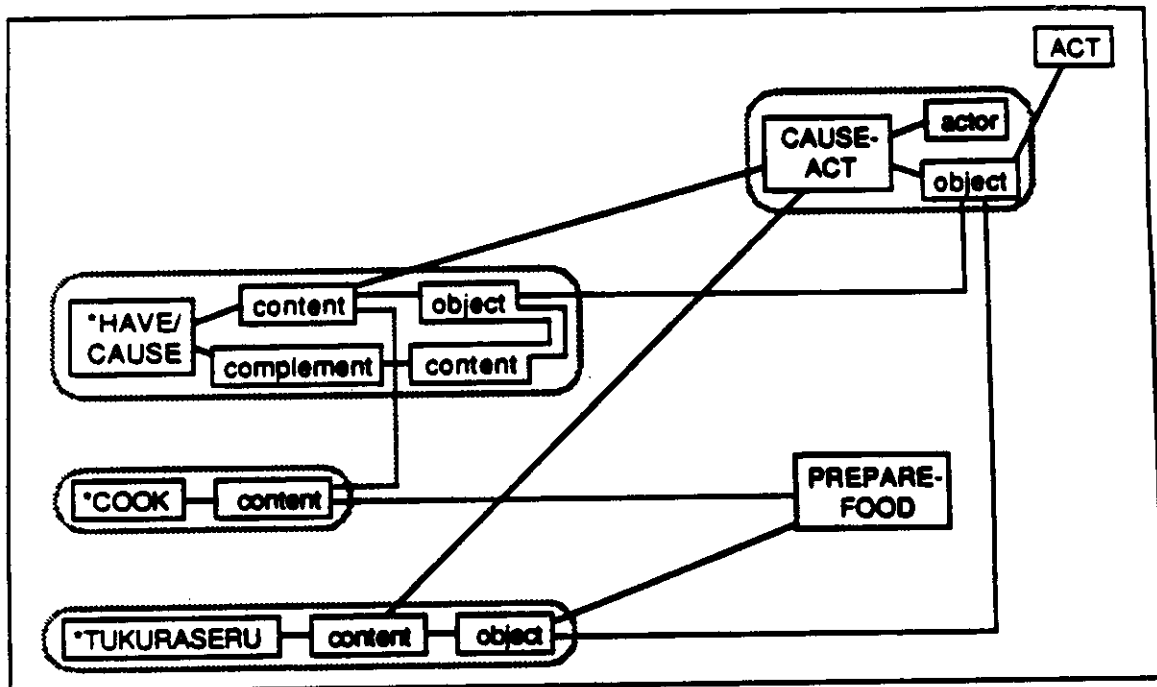 ACT
CAUSE-
ACT
actor
object
*HAVE/
CAUSE
content
object
complement
content
*COOK
content
PREPARE-
FOOD
*TUKURASERU
content
object